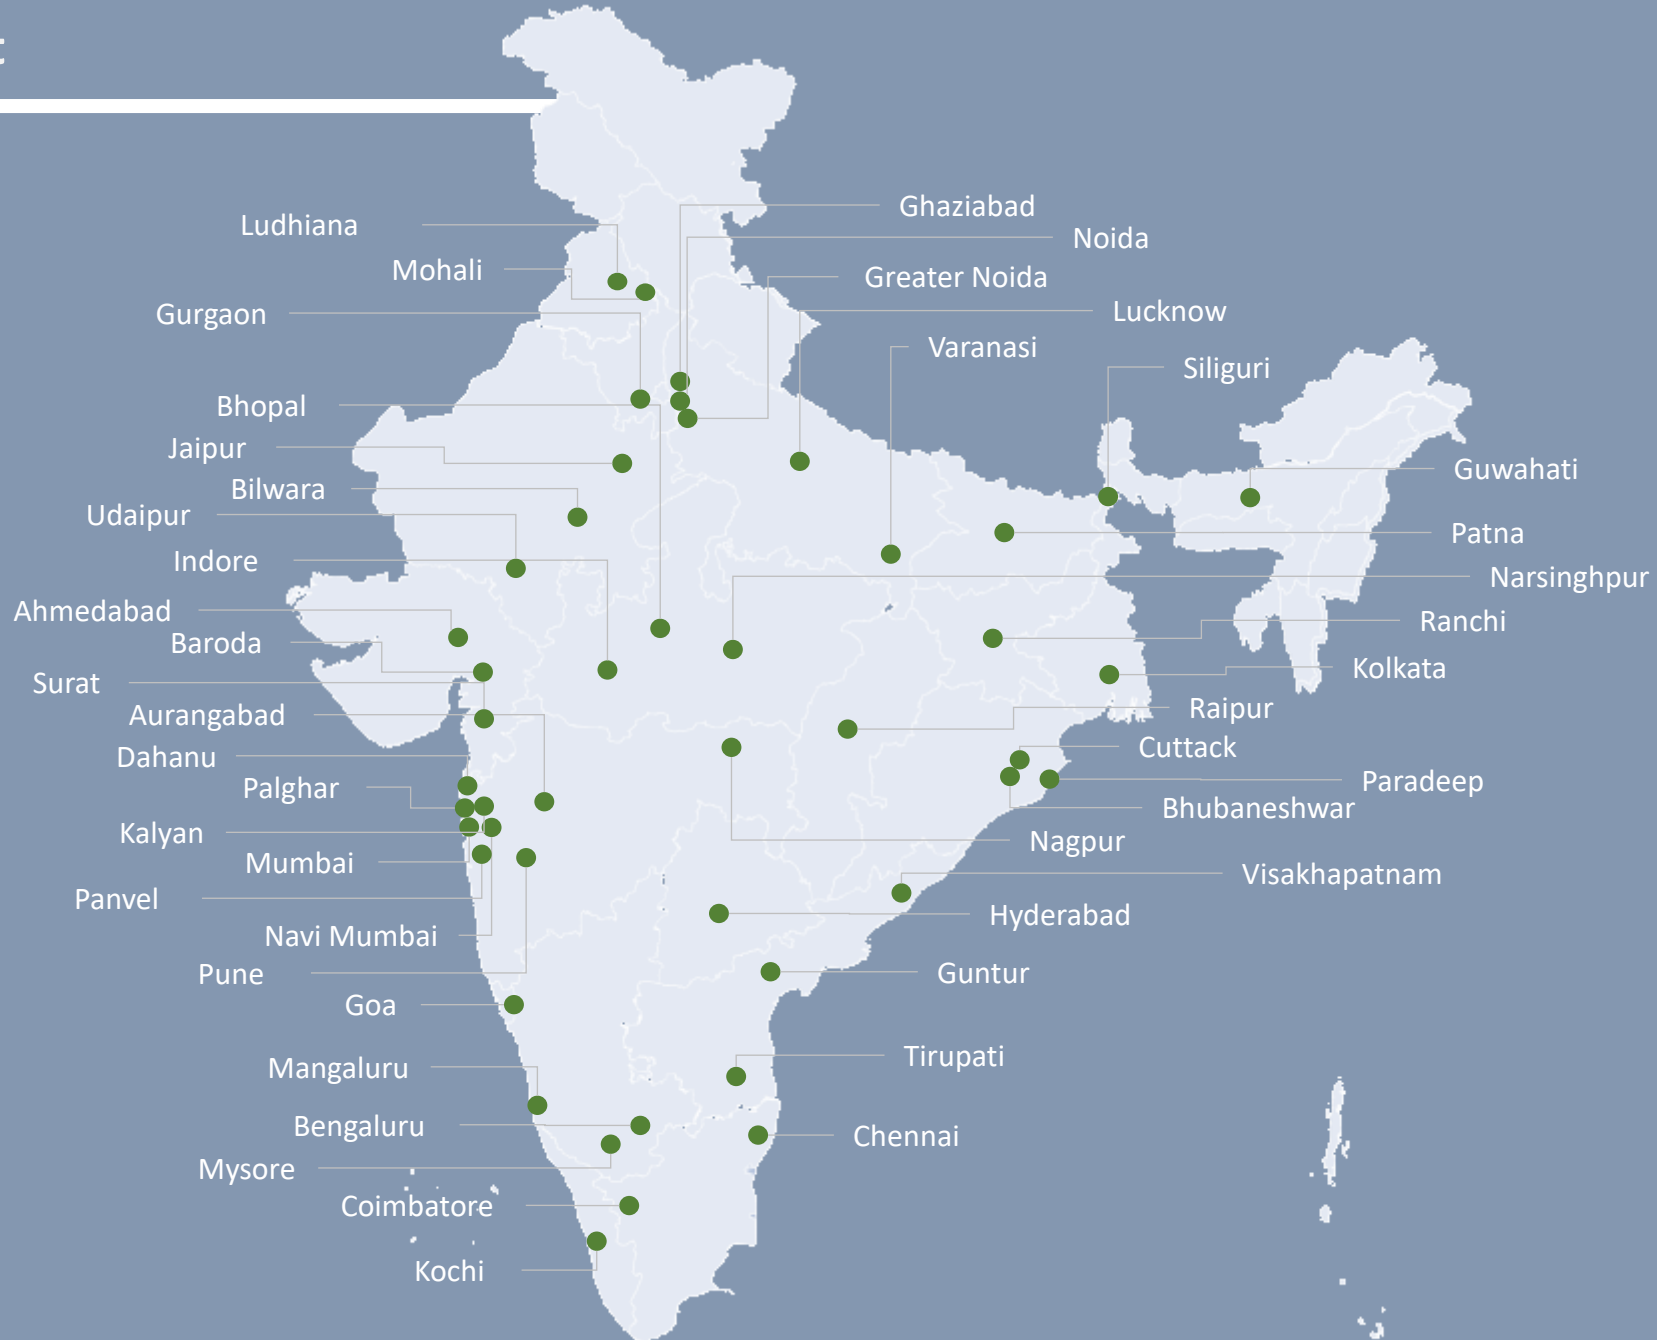 Ludhiana
Mohali
Gurgaon
Bhopal
Jaipur
Bilwara
Udaipur
Indore
Ahmedabad
Baroda
Surat
Aurangabad
Dahanu
Palghar
Kalyan
Mumbai
Panvel
Navi Mumbai
Pune
Goa
Mangaluru
Bengaluru
Mysore
Coimbatore
Kochi
Ghaziabad
Noida
Greater Noida
Lucknow
Varanasi
Siliguri
Guwahati
Patna
Narsinghpur
Ranchi
Kolkata
Raipur
Cuttack
Paradeep
Bhubaneshwar
Nagpur
Visakhapatnam
Hyderabad
Guntur
Tirupati
Chennai